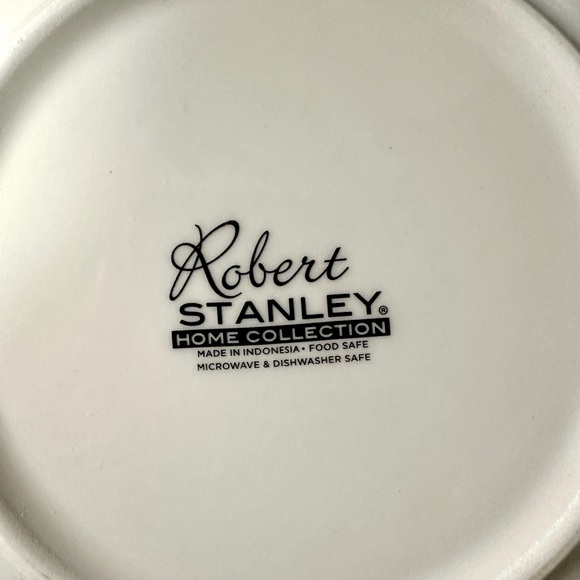 Robert
STANLEY®
HOME COLLECTION
MADE IN INDONESIA • FOOD SAFE
MICROWAVE & DISHWASHER SAFE